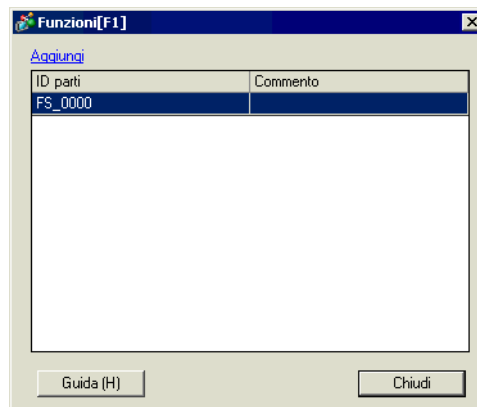 Funzioni[F1]
Aggiungi
ID parti Commento
FS_0000
Guida (H) Chiudi